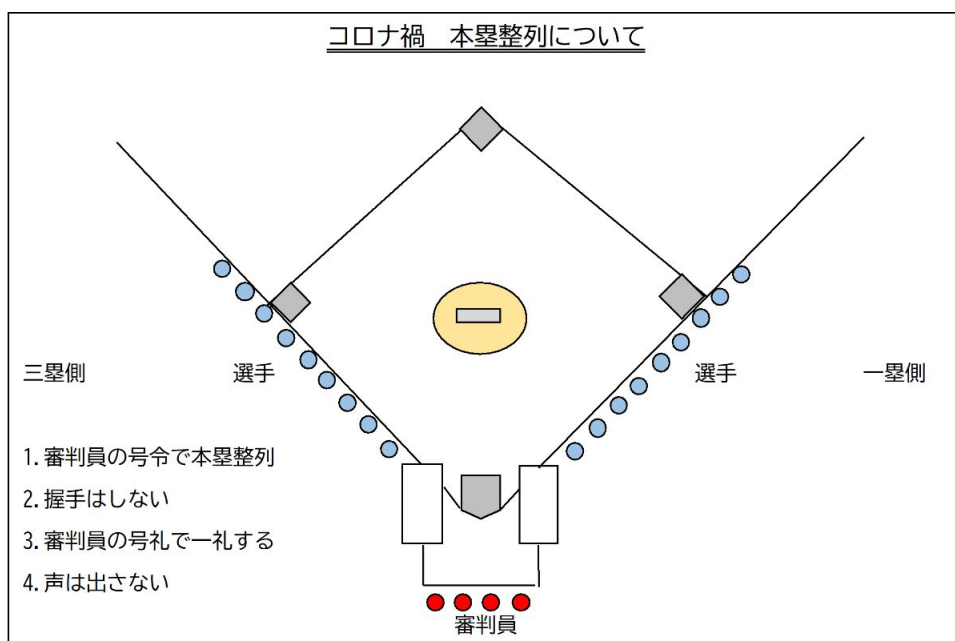 コロナ禍　本塁整列について
三塁側
選手
選手
一塁側
1.審判員の号令で本塁整列
2.握手はしない
3.審判員の号礼で一礼する
4.声は出さない
審判員